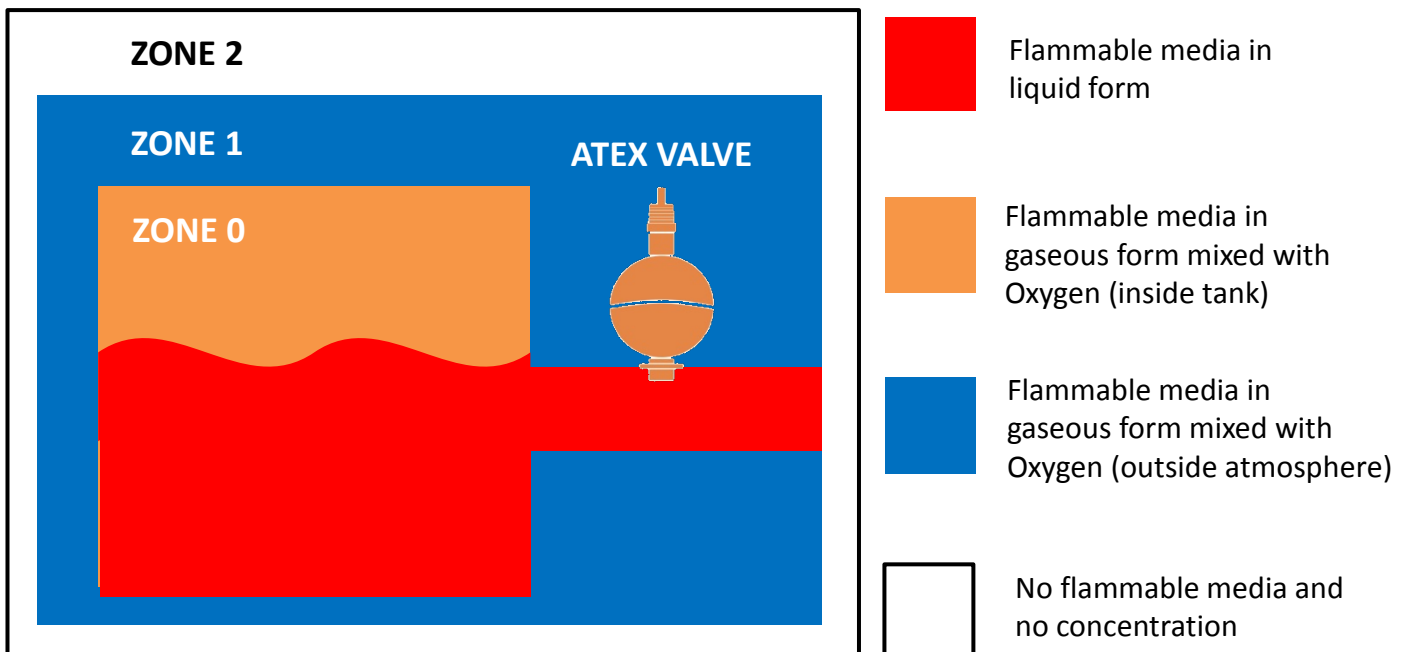 ZONE 2
ZONE 1
ATEX VALVE
ZONE 0
Flammable media in
liquid form
Flammable media in
gaseous form mixed with
Oxygen (inside tank)
Flammable media in
gaseous form mixed with
Oxygen (outside atmosphere)
No flammable media and
no concentration